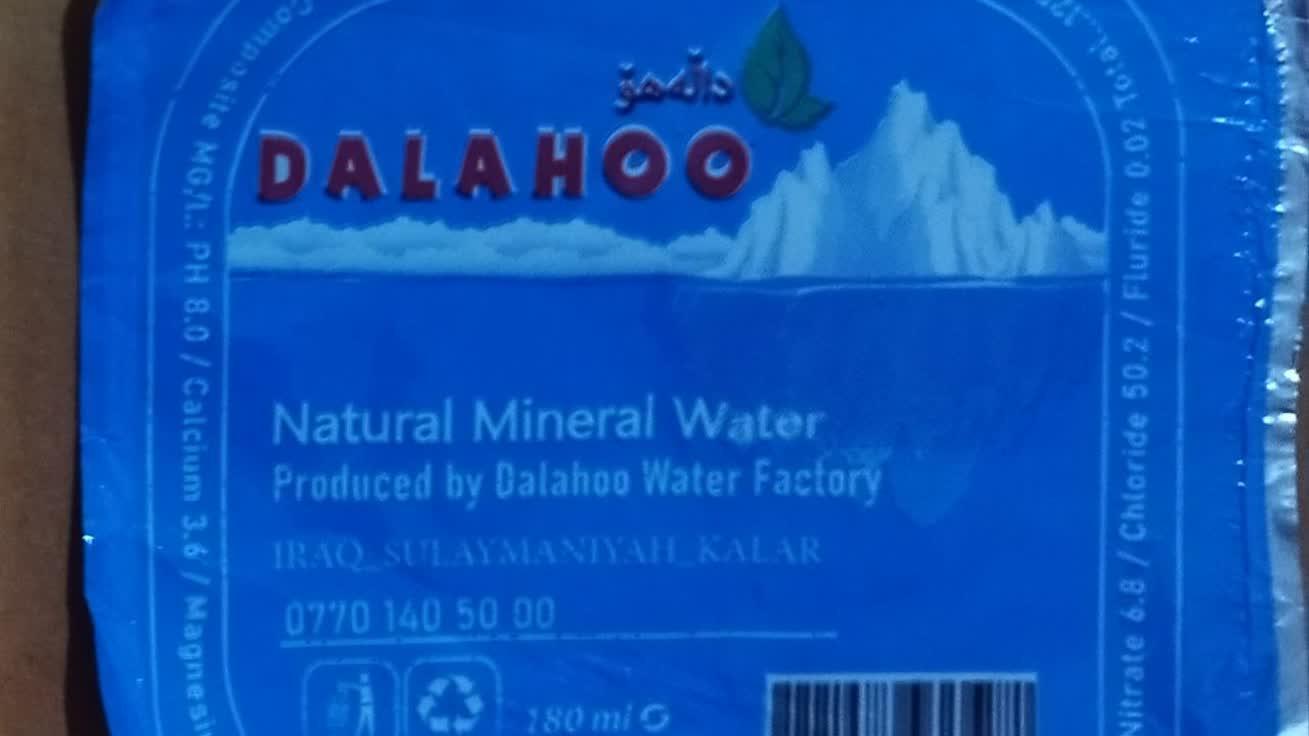 داڵەهۆ
DALAHOO
Natural Mineral Water
Produced by Dalahoo Water Factory
IRAQ_SULAYMANIYAH_KALAR
0770 140 50 00
180 ml
Composite MG/l.: PH 8.0 / Calcium 3.6 /
Nitrate 6.8 / Chloride 50.2 / Fluride 0.02